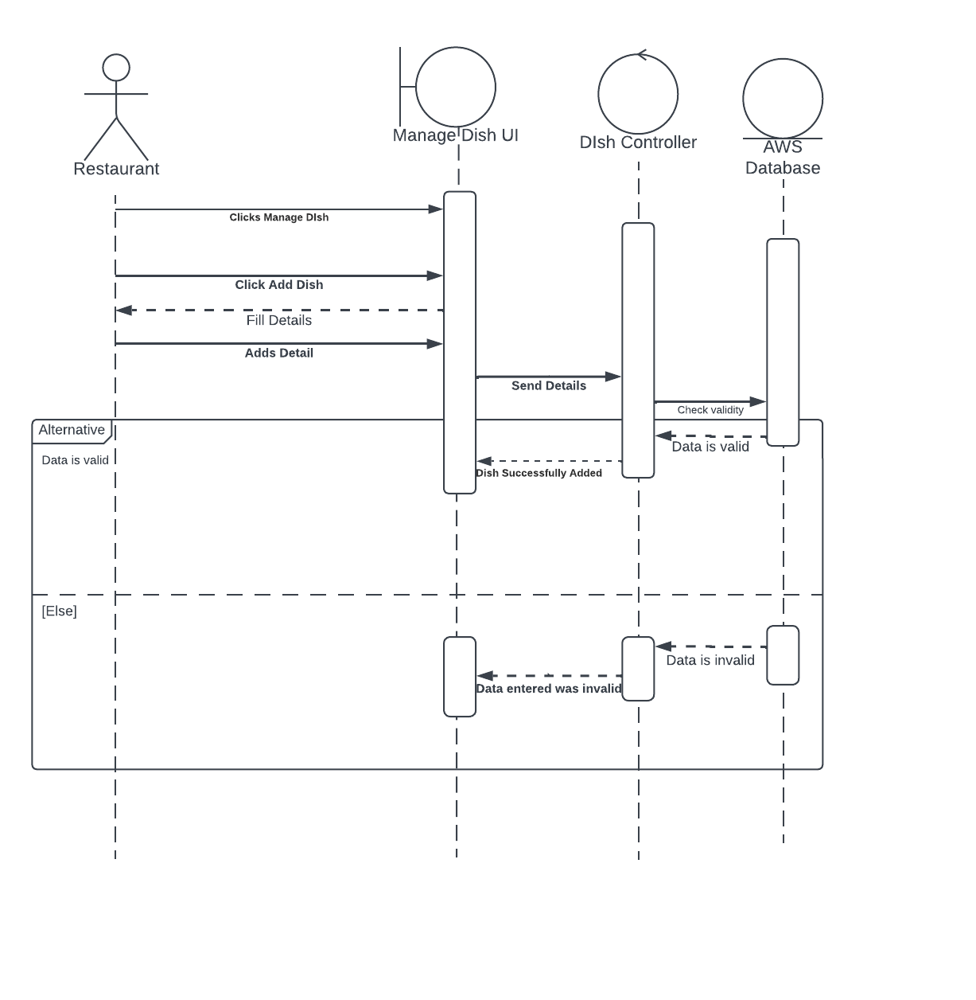 Manage Dish UI
DIsh Controller
AWS
Database
Restaurant
Clicks Manage DIsh
Click Add Dish
Fill Details
Adds Detail
Send Details
Check validity
Alternative
Data is valid
Data is valid
Dish Successfully Added
[Else]
Data is invalid
Data entered was invalid